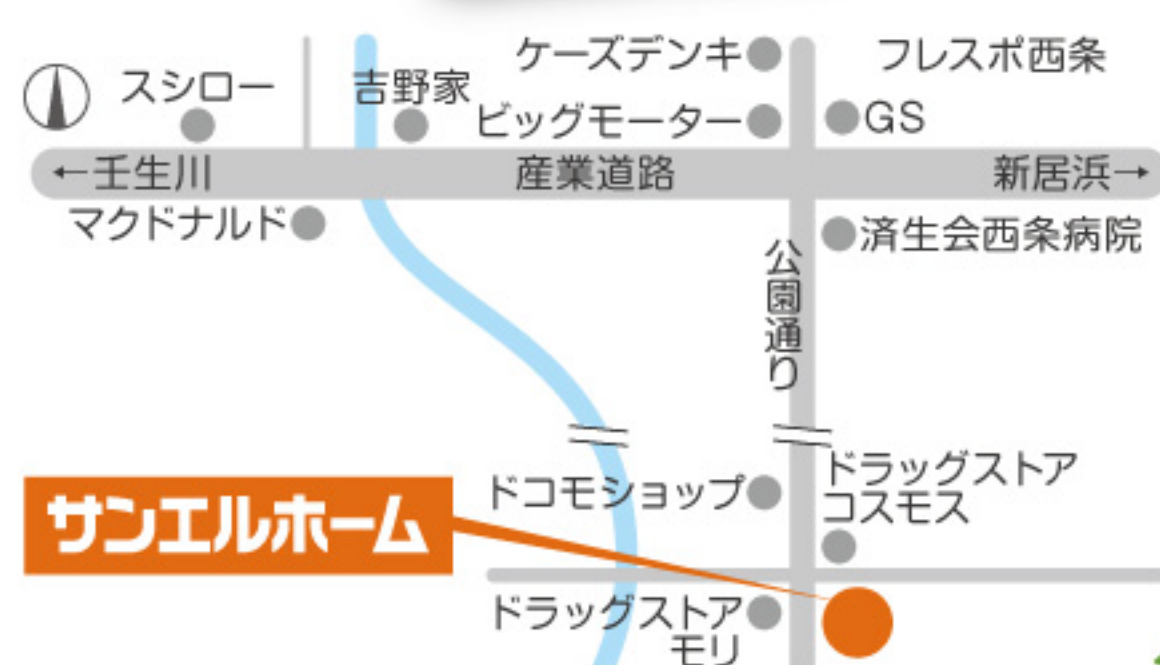 ケーズデンキ
フレスポ西条
スシロー
吉野家
ビッグモーター
GS
←壬生川
産業道路
新居浜→
マクドナルド
済生会西条病院
公園通り
ドラッグストア
コスモス
ドコモショップ
サンエルホーム
ドラッグストア
モリ